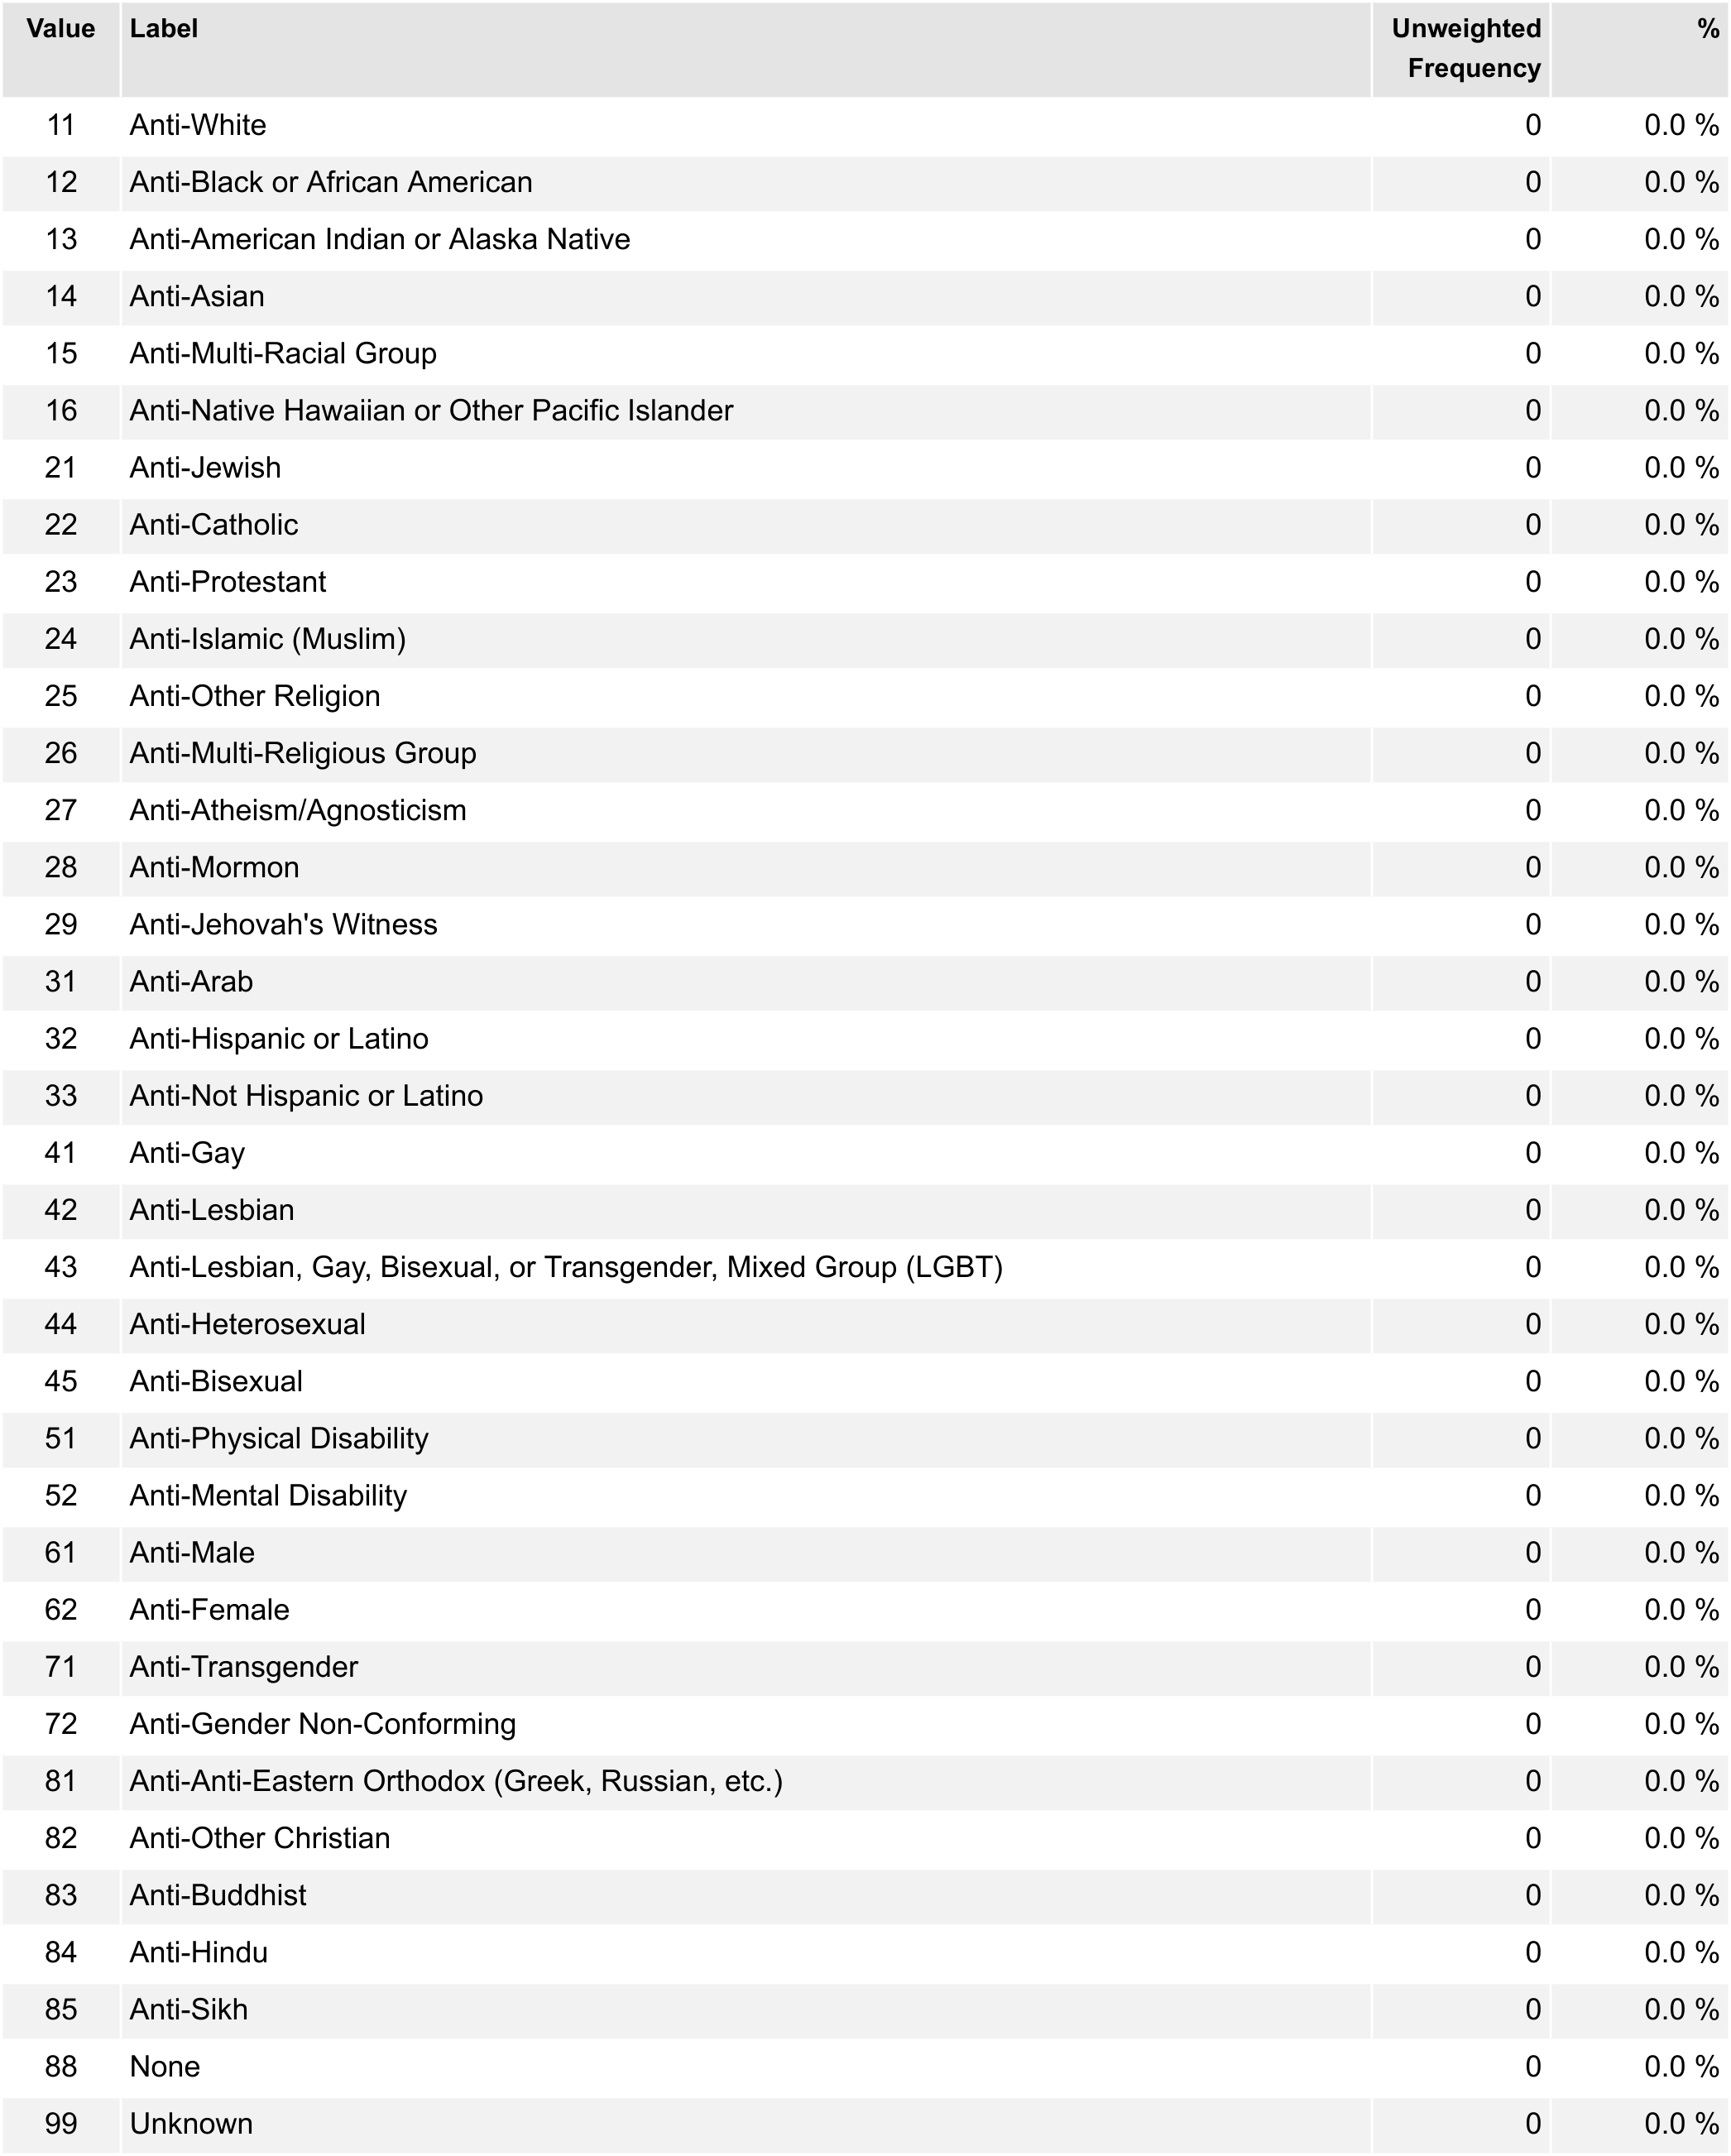 Value Label Unweighted Frequency %
11 Anti-White 0 0.0 %
12 Anti-Black or African American 0 0.0 %
13 Anti-American Indian or Alaska Native 0 0.0 %
14 Anti-Asian 0 0.0 %
15 Anti-Multi-Racial Group 0 0.0 %
16 Anti-Native Hawaiian or Other Pacific Islander 0 0.0 %
21 Anti-Jewish 0 0.0 %
22 Anti-Catholic 0 0.0 %
23 Anti-Protestant 0 0.0 %
24 Anti-Islamic (Muslim) 0 0.0 %
25 Anti-Other Religion 0 0.0 %
26 Anti-Multi-Religious Group 0 0.0 %
27 Anti-Atheism/Agnosticism 0 0.0 %
28 Anti-Mormon 0 0.0 %
29 Anti-Jehovah's Witness 0 0.0 %
31 Anti-Arab 0 0.0 %
32 Anti-Hispanic or Latino 0 0.0 %
33 Anti-Not Hispanic or Latino 0 0.0 %
41 Anti-Gay 0 0.0 %
42 Anti-Lesbian 0 0.0 %
43 Anti-Lesbian, Gay, Bisexual, or Transgender, Mixed Group (LGBT) 0 0.0 %
44 Anti-Heterosexual 0 0.0 %
45 Anti-Bisexual 0 0.0 %
51 Anti-Physical Disability 0 0.0 %
52 Anti-Mental Disability 0 0.0 %
61 Anti-Male 0 0.0 %
62 Anti-Female 0 0.0 %
71 Anti-Transgender 0 0.0 %
72 Anti-Gender Non-Conforming 0 0.0 %
81 Anti-Anti-Eastern Orthodox (Greek, Russian, etc.) 0 0.0 %
82 Anti-Other Christian 0 0.0 %
83 Anti-Buddhist 0 0.0 %
84 Anti-Hindu 0 0.0 %
85 Anti-Sikh 0 0.0 %
88 None 0 0.0 %
99 Unknown 0 0.0 %